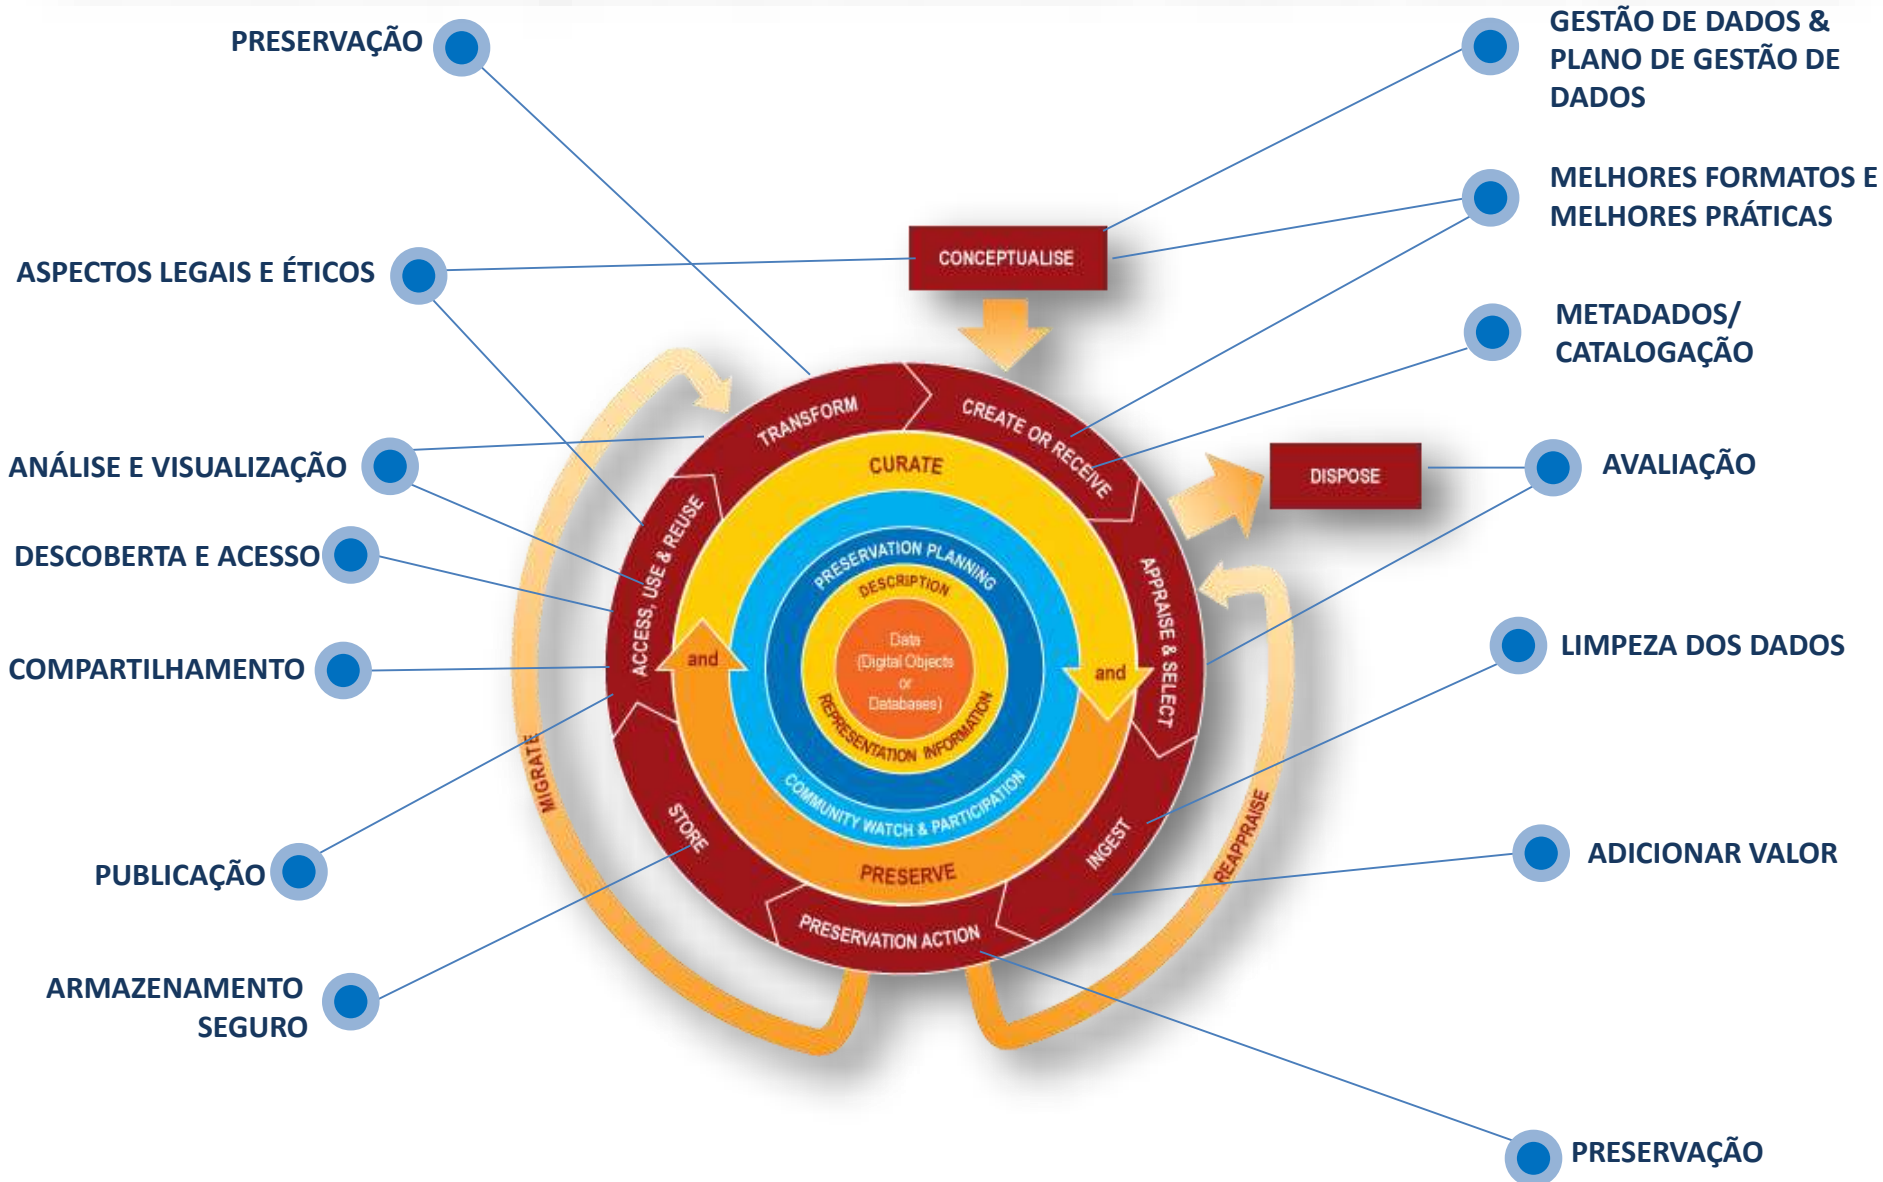 PRESERVAÇÃO
GESTÃO DE DADOS &
PLANO DE GESTÃO DE
DADOS
MELHORES FORMATOS E
MELHORES PRÁTICAS
ASPECTOS LEGAIS E ÉTICOS
CONCEPTUALISE
METADADOS/
CATALOGAÇÃO
TRANSFORM
CREATE OR RECEIVE
ANÁLISE E VISUALIZAÇÃO
CURATE
DISPOSE
AVALIAÇÃO
DESCOBERTA E ACESSO
ACCESS, USE & REUSE
PRESERVATION PLANNING
DESCRIPTION
APPRAISE & SELECT
Data
(Digital Objects
or
Databases)
and
and
COMPARTILHAMENTO
LIMPEZA DOS DADOS
REPRESENTATION INFORMATION
MIGRATE
COMMUNITY WATCH & PARTICIPATION
STORE
INGEST
REAPPRAISE
PUBLICAÇÃO
PRESERVE
ADICIONAR VALOR
PRESERVATION ACTION
ARMAZENAMENTO
SEGURO
PRESERVAÇÃO